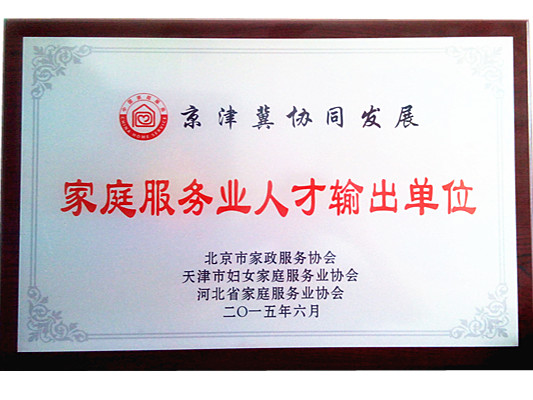 京津冀协同发展
家庭服务业人才输出单位
北京市家政服务协会
天津市妇女家庭服务业协会
河北省家庭服务业协会
二〇一五年六月